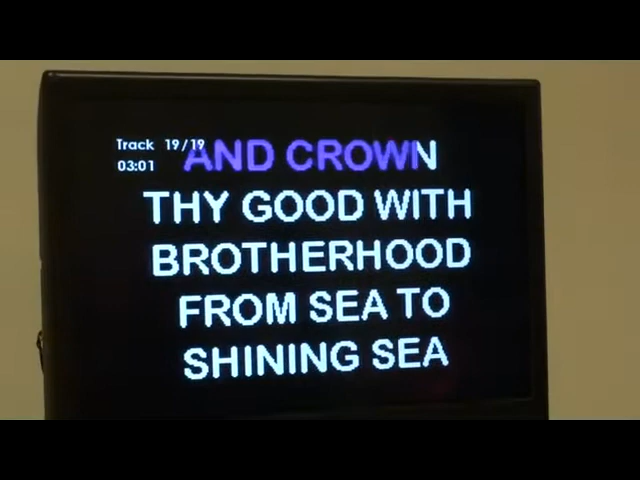 Track 19/19
03:01
AND CROWN
THY GOOD WITH
BROTHERHOOD
FROM SEA TO
SHINING SEA